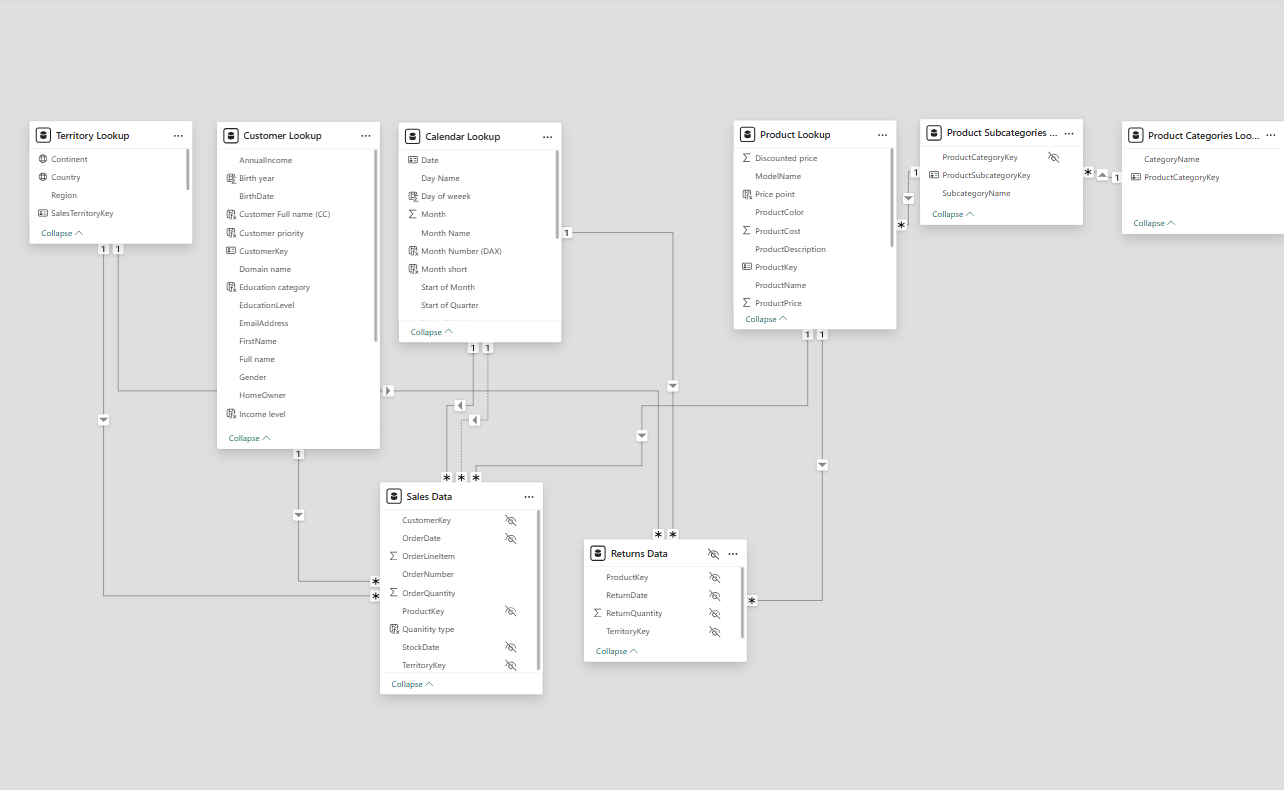 Territory Lookup
Continent
Country
Region
SalesTerritoryKey
Collapse
1 1
Customer Lookup
AnnualIncome
Birth year
BirthDate
Customer Full name (CC)
Customer priority
CustomerKey
Domain name
Education category
EducationLevel
EmailAddress
FirstName
Full name
Gender
HomeOwner
Income level
Collapse
1
Calendar Lookup
Date
Day Name
Day of weeek
Month
Month Name
Month Number (DAX)
Month short
Start of Month
Start of Quarter
Collapse
1
1 1
Product Lookup
Discounted price
ModelName
Price point
ProductColor
ProductCost
ProductDescription
ProductKey
ProductName
ProductPrice
Collapse
1 1
1
*
Product Subcategories ...
ProductCategoryKey
ProductSubcategoryKey
SubcategoryName
Collapse
* 1
Product Categories Loo...
CategoryName
ProductCategoryKey
Collapse
* * *
Sales Data
CustomerKey
OrderDate
OrderLineItem
OrderNumber
OrderQuantity
ProductKey
Quanitity type
StockDate
TerritoryKey
Collapse
*
*
* *
Returns Data
ProductKey
ReturnDate
ReturnQuantity
TerritoryKey
Collapse
*